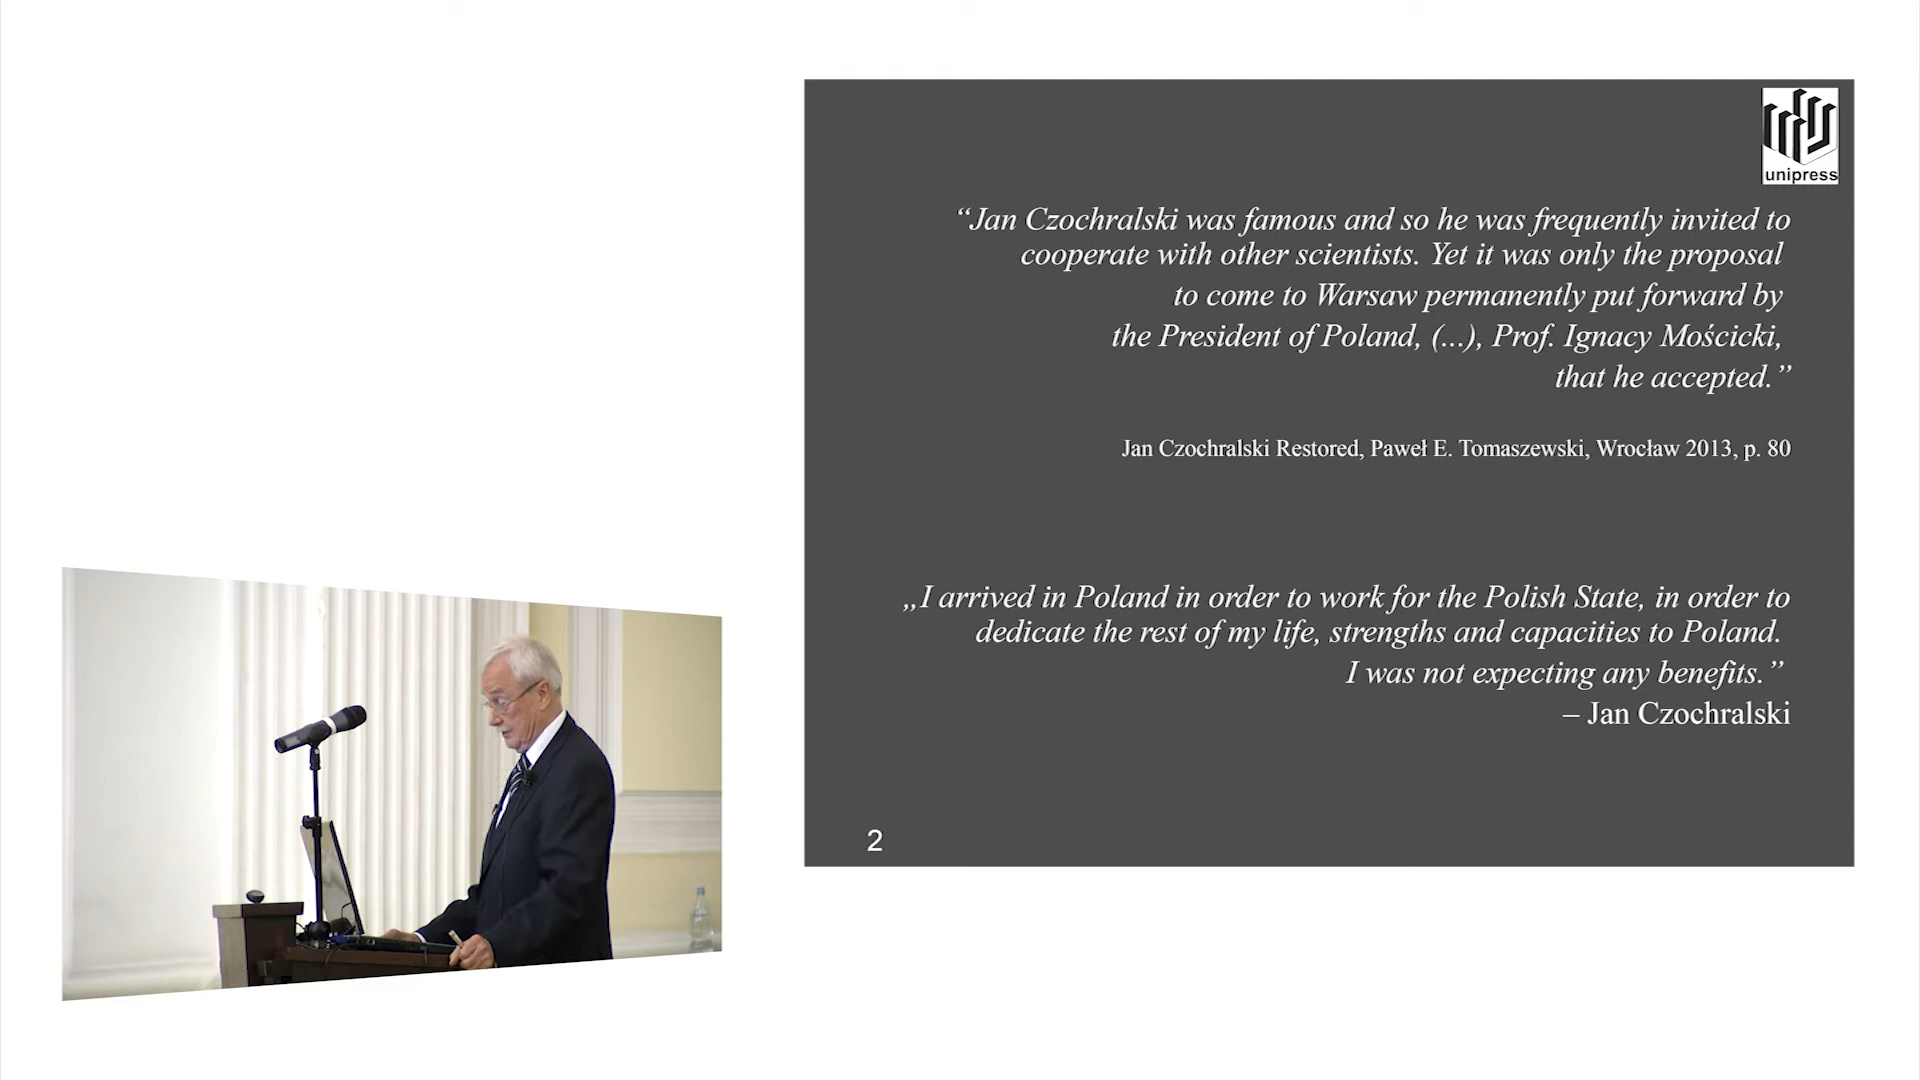 unipress
“Jan Czochralski was famous and so he was frequently invited to
cooperate with other scientists. Yet it was only the proposal
to come to Warsaw permanently put forward by
the President of Poland, (...), Prof. Ignacy Mościcki,
that he accepted.”
Jan Czochralski Restored, Paweł E. Tomaszewski, Wrocław 2013, p. 80
„I arrived in Poland in order to work for the Polish State, in order to
dedicate the rest of my life, strengths and capacities to Poland.
I was not expecting any benefits.”
– Jan Czochralski
2